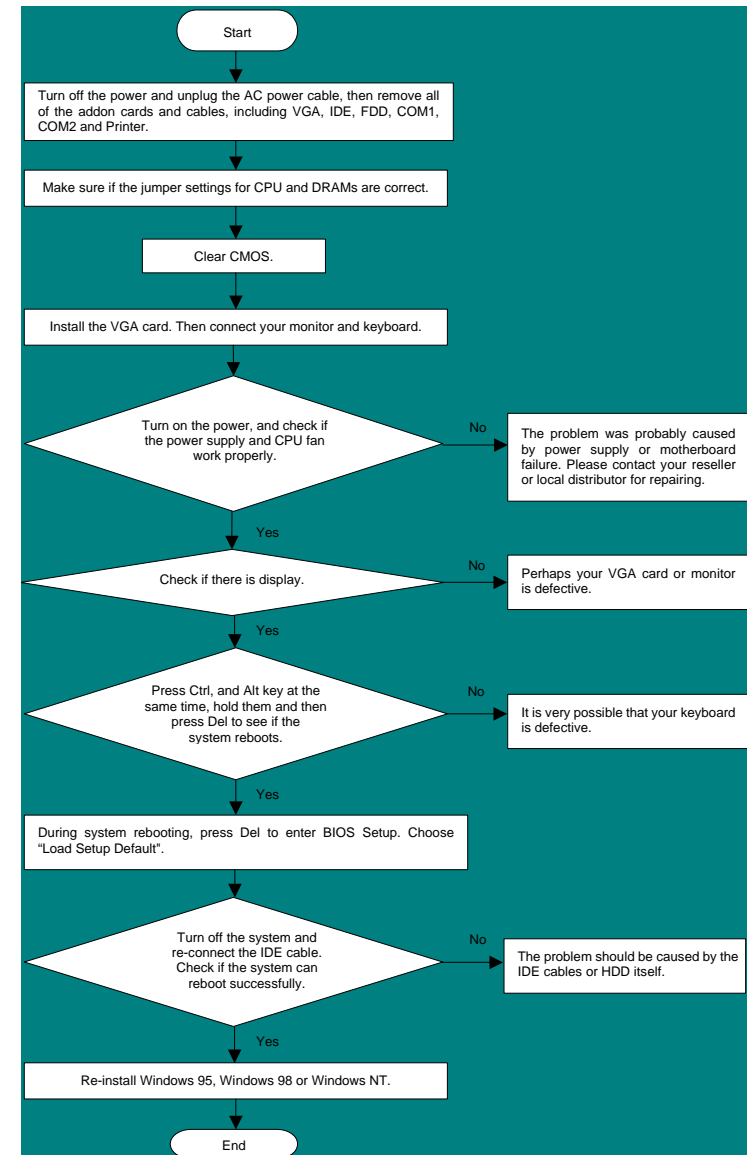 Start
Turn off the power and unplug the AC power cable, then remove all
of the addon cards and cables, including VGA, IDE, FDD, COM1,
COM2 and Printer.
Make sure if the jumper settings for CPU and DRAMs are correct.
Clear CMOS.
Install the VGA card. Then connect your monitor and keyboard.
Turn on the power, and check if
the power supply and CPU fan
work properly.
No
The problem was probably caused
by power supply or motherboard
failure. Please contact your reseller
or local distributor for repairing.
Yes
Check if there is display.
No
Perhaps your VGA card or monitor
is defective.
Yes
Press Ctrl, and Alt key at the
same time, hold them and then
press Del to see if the
system reboots.
No
It is very possible that your keyboard
is defective.
Yes
During system rebooting, press Del to enter BIOS Setup. Choose
“Load Setup Default”.
Turn off the system and
re-connect the IDE cable.
Check if the system can
reboot successfully.
No
The problem should be caused by the
IDE cables or HDD itself.
Yes
Re-install Windows 95, Windows 98 or Windows NT.
End